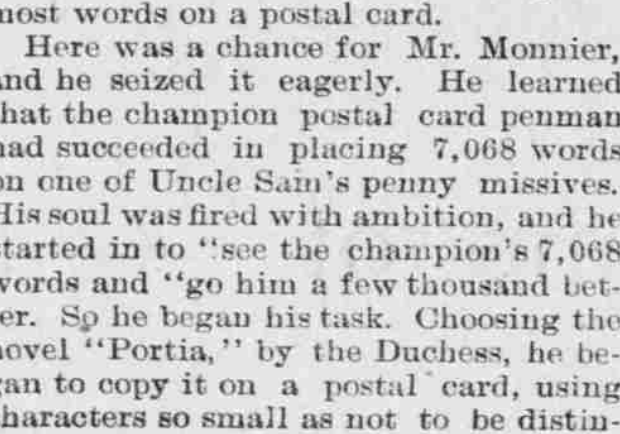 most words on a postal card.
Here was a chance for Mr. Monnier,
and he seized it eagerly. He learned
that the champion postal card penman
had succeeded in placing 7,068 words
on one of Uncle Sam's penny missives.
His soul was fired with ambition, and he
started in to "see the champion's 7,068
words and "go him a few thousand bet-
ter. So he began his task. Choosing the
novel "Portia," by the Duchess, he be-
gan to copy it on a postal card, using
characters so small as not to be distin-